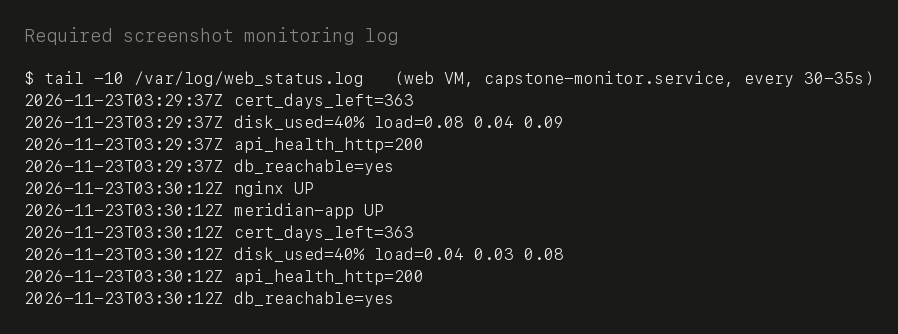 Required screenshot monitoring log
$ tail -10 /var/log/web_status.log (web VM, capstone-monitor.service, every 30-35s)
2026-11-23T03:29:37Z cert_days_left=363
2026-11-23T03:29:37Z disk_used=40% load=0.08 0.04 0.09
2026-11-23T03:29:37Z api_health_http=200
2026-11-23T03:29:37Z db_reachable=yes
2026-11-23T03:30:12Z nginx UP
2026-11-23T03:30:12Z meridian-app UP
2026-11-23T03:30:12Z cert_days_left=363
2026-11-23T03:30:12Z disk_used=40% load=0.04 0.03 0.08
2026-11-23T03:30:12Z api_health_http=200
2026-11-23T03:30:12Z db_reachable=yes